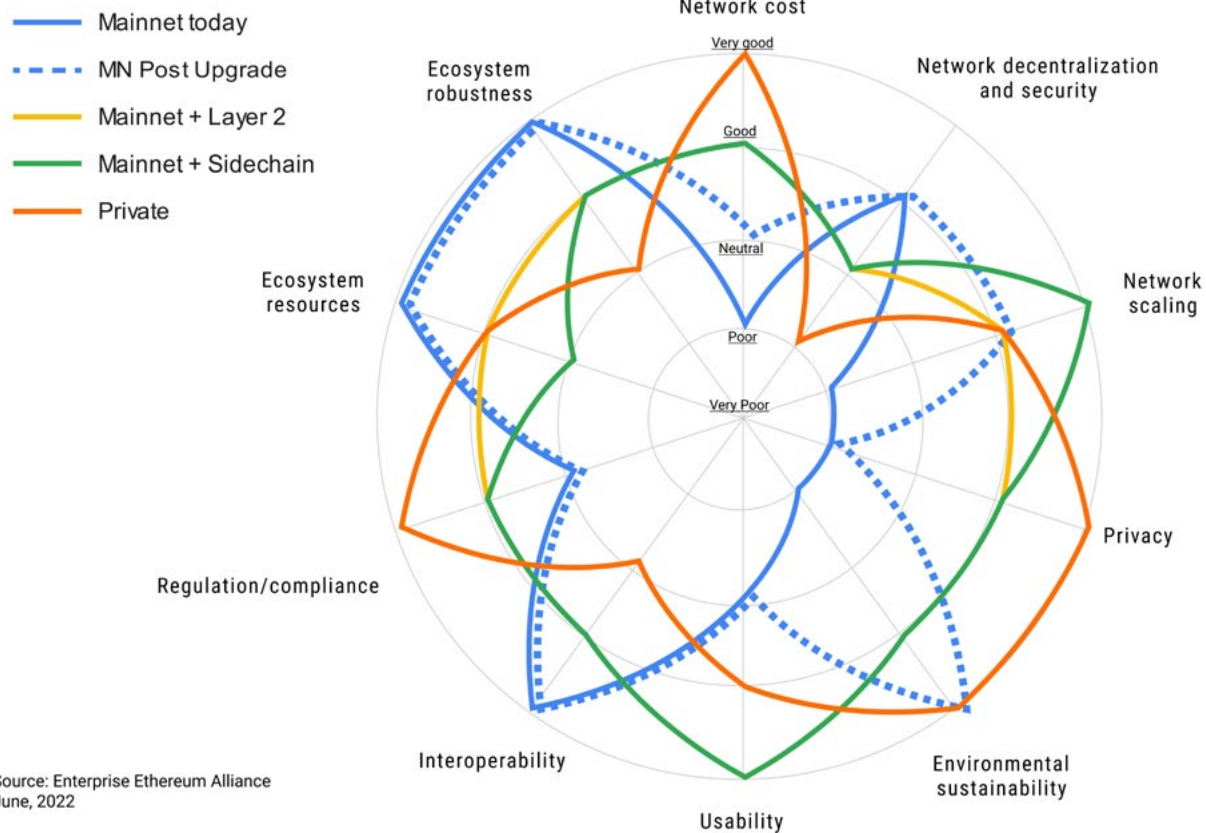 Mainnet today
MN Post Upgrade
Mainnet + Layer 2
Mainnet + Sidechain
Private
Network cost
Very good
Good
Neutral
Poor
Very Poor
Network decentralization
and security
Network
scaling
Privacy
Environmental
sustainability
Usability
Interoperability
Regulation/compliance
Ecosystem
resources
Ecosystem
robustness
Source: Enterprise Ethereum Alliance
June, 2022